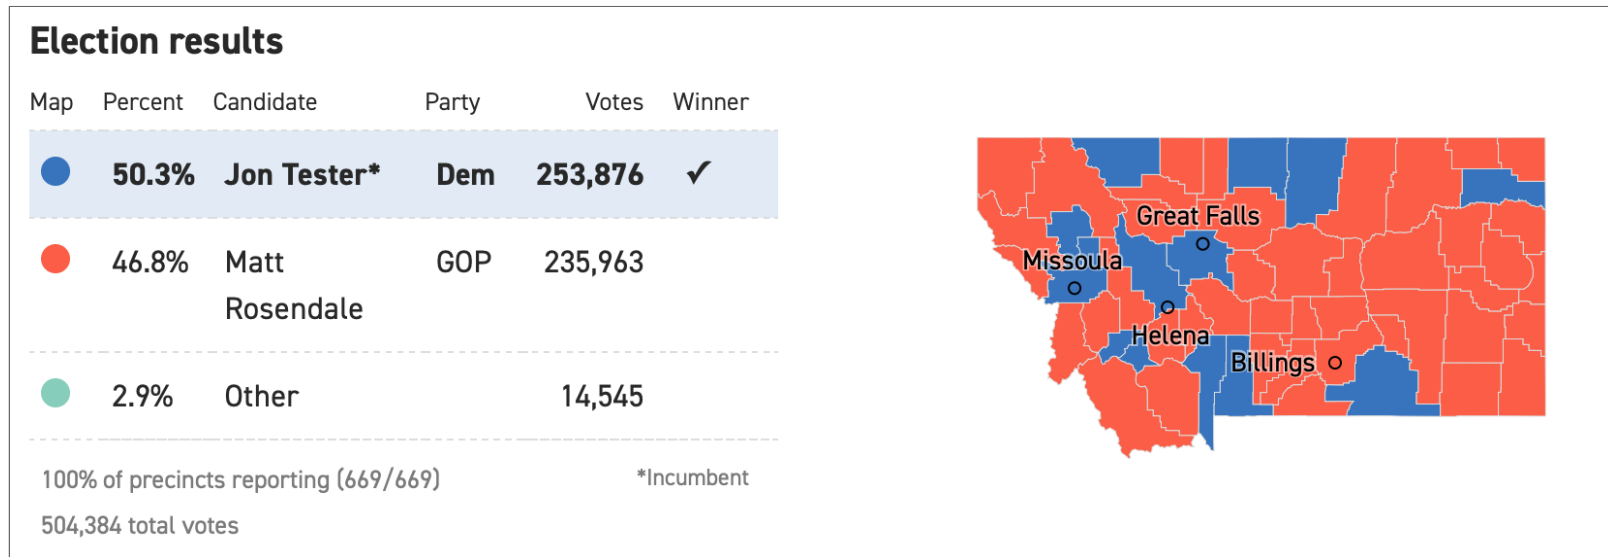 Election results
Map Percent Candidate Party Votes Winner
50.3% Jon Tester* Dem 253,876 ✓
46.8% Matt GOP 235,963
Rosendale
2.9% Other 14,545
100% of precincts reporting (669/669) *Incumbent
504,384 total votes
Great Falls
Missoula
Helena
Billings